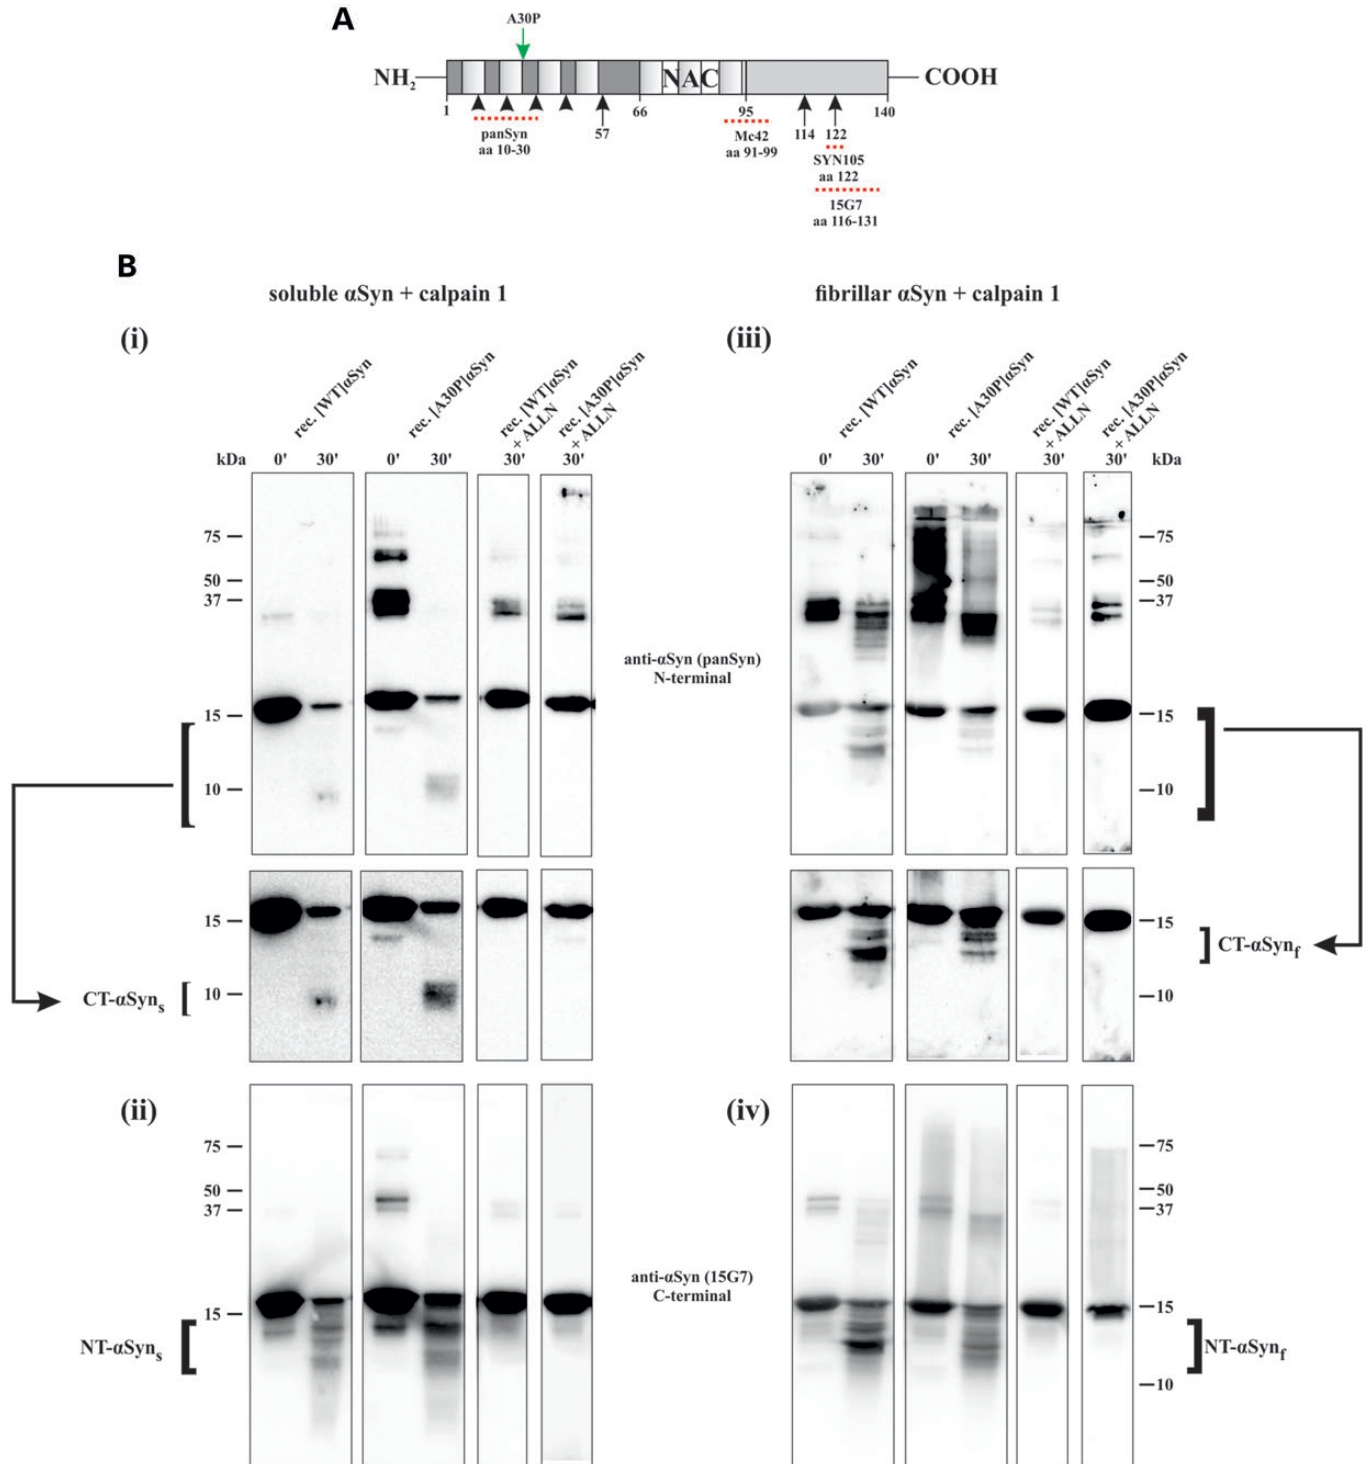 A
A30P
NH2 NAC COOH
1 66 95 140
panSyn
aa 10-30
57
Mc42
aa 91-99
114 122
SYN105
aa 122
15G7
aa 116-131
B
soluble αSyn + calpain 1 fibrillar αSyn + calpain 1
(i) (iii)
rec. [WT]αSyn
rec. [A30P]αSyn
rec. [WT]αSyn
+ ALLN
rec. [A30P]αSyn
+ ALLN
rec. [WT]αSyn
rec. [A30P]αSyn
rec. [WT]αSyn
+ ALLN
rec. [A30P]αSyn
+ ALLN
kDa 0' 30' 0' 30' 30' 30' 0' 30' 0' 30' 30' 30' kDa
75 75
50 50
37 37
anti-αSyn (panSyn)
N-terminal
15 15
10 10
15 15
CT-αSynf
10 10
CT-αSyns
(ii) (iv)
75 75
50 50
37 37
anti-αSyn (15G7)
C-terminal
15 15
NT-αSyns NT-αSynf
10